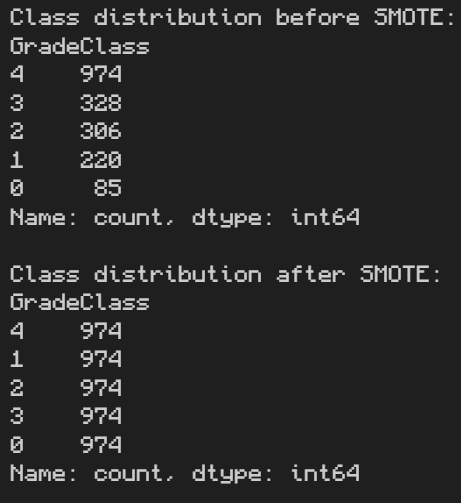 Class distribution before SMOTE:
GradeClass
4    974
3    328
2    306
1    220
0     85
Name: count, dtype: int64

Class distribution after SMOTE:
GradeClass
4    974
1    974
2    974
3    974
0    974
Name: count, dtype: int64